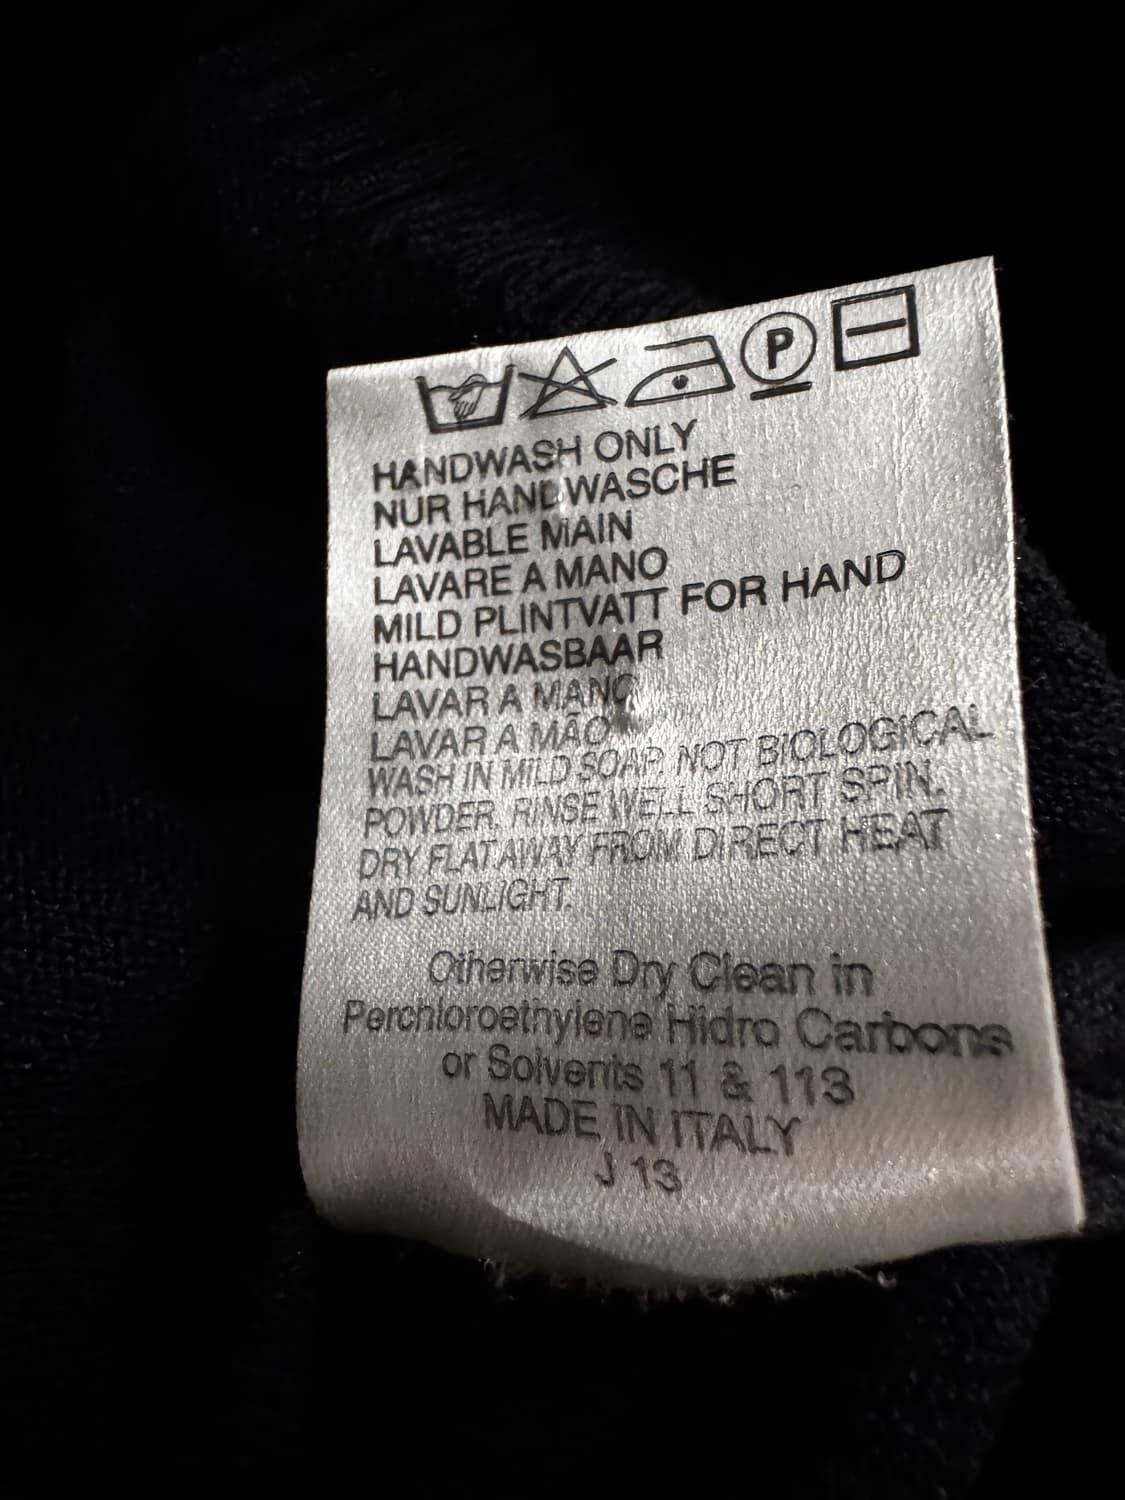 P
HANDWASH ONLY
NUR HANDWASCHE
LAVABLE MAIN
LAVARE A MANO
MILD PLINTVATT FOR HAND
HANDWASBAAR
LAVAR A MANO
LAVAR A MÃO
WASH IN MILD SOAP. NOT BIOLOGICAL
POWDER, RINSE WELL SHORT SPIN.
DRY FLAT AWAY FROM DIRECT HEAT
AND SUNLIGHT.
Otherwise Dry Clean in
Perchloroethylene Hidro Carbons
or Solvents 11 & 113
MADE IN ITALY
J 13